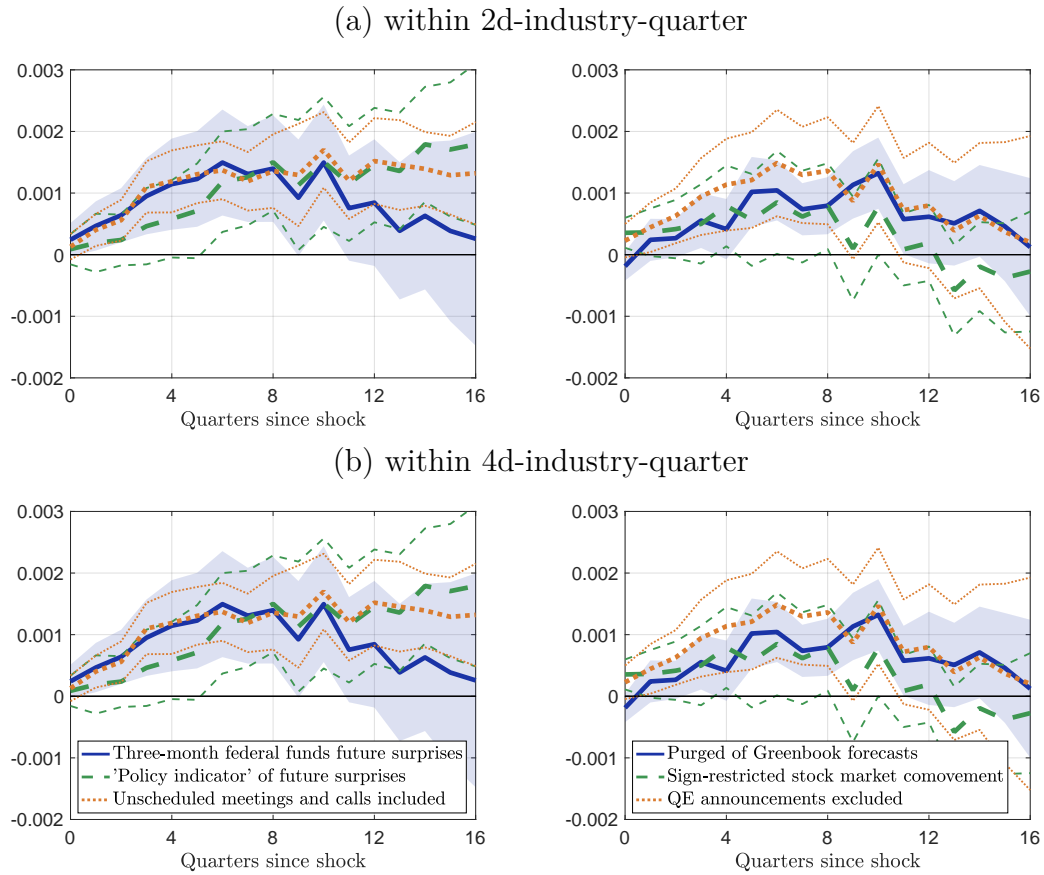 (a) within 2d-industry-quarter
0.003
0.002
0.001
0
-0.001
-0.002
0 4 8 12 16
Quarters since shock
0.003
0.002
0.001
0
-0.001
-0.002
0 4 8 12 16
Quarters since shock
(b) within 4d-industry-quarter
0.003
0.002
0.001
0
-0.001
-0.002
Three-month federal funds future surprises
'Policy indicator' of future surprises
Unscheduled meetings and calls included
0 4 8 12 16
Quarters since shock
0.003
0.002
0.001
0
-0.001
-0.002
Purged of Greenbook forecasts
Sign-restricted stock market comovement
QE announcements excluded
0 4 8 12 16
Quarters since shock